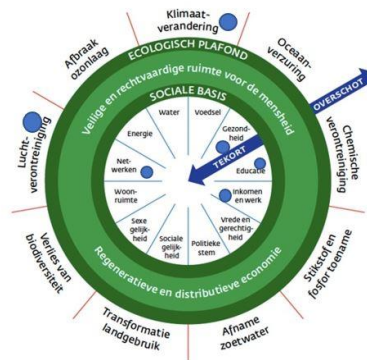 Klimaat-
verandering
Oceaan-
verzuring
Chemische
verontreiniging
Stikstof en
fosfor toename
Afname
zoetwater
Transformatie
landgebruik
Verlies van
biodiversiteit
Lucht-
verontreiniging
Afbraak
ozonlaag
ECOLOGISCH PLAFOND
Veilige en rechtvaardige ruimte voor de mensheid
SOCIALE BASIS
OVERSCHOT
TEKORT
Water
Voedsel
Gezond-
heid
Educatie
Inkomen
en werk
Vrede en
gerechtig-
heid
Politieke
stem
Sociale
gelijk-
heid
Sexe
gelijk-
heid
Woon-
ruimte
Net-
werken
Energie
Regeneratieve en distributieve economie